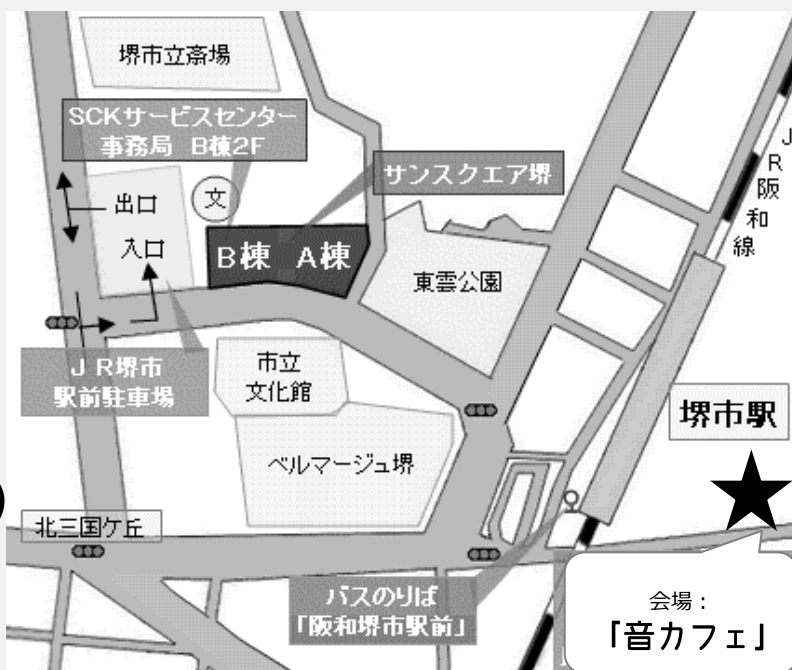 堺市立斎場
SCKサービスセンター
事務局 B棟2F
サンスクエア堺
文
出口
入口
B棟 A棟
東雲公園
JR阪和線
JR堺市
駅前駐車場
市立
文化館
堺市駅
ベルマージュ堺
北三国ケ丘
バスのりば
「阪和堺市駅前」
会場：
「音カフェ」